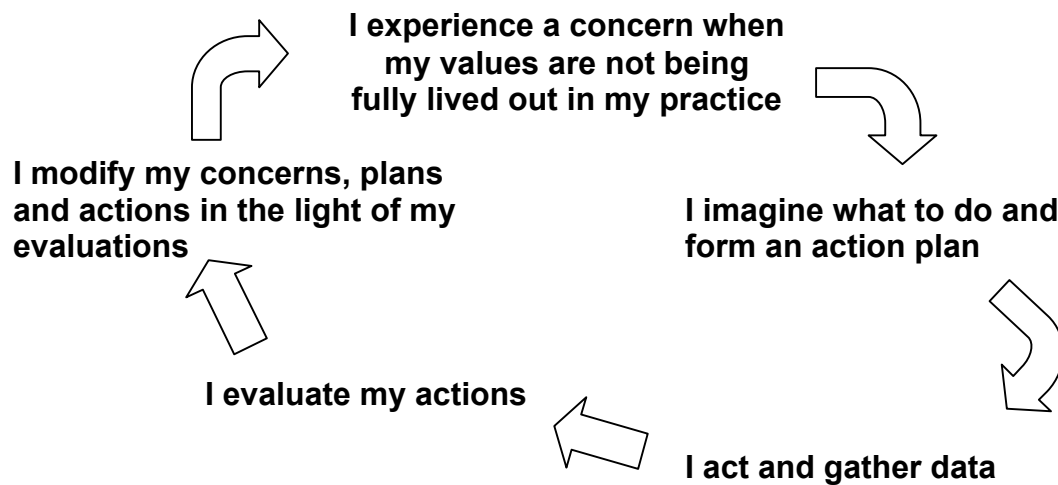 I experience a concern when
my values are not being
fully lived out in my practice
I imagine what to do and
form an action plan
I act and gather data
I evaluate my actions
I modify my concerns, plans
and actions in the light of my
evaluations